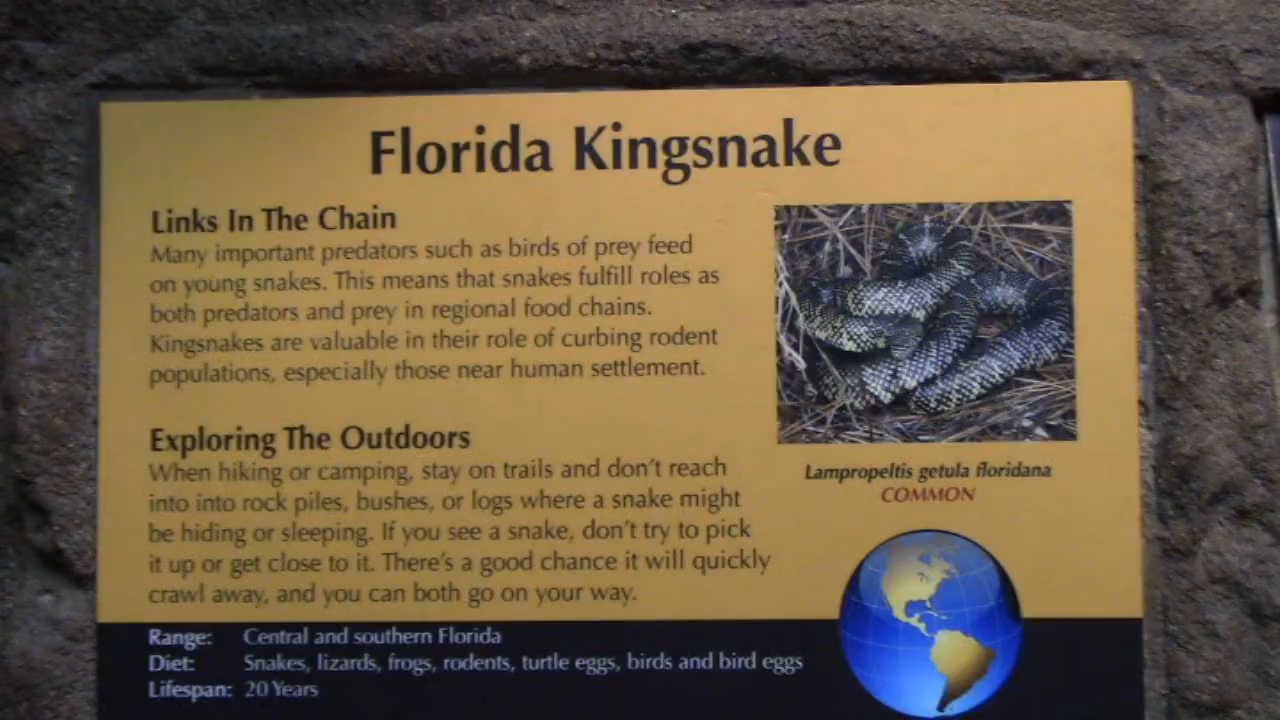 Florida Kingsnake
Links In The Chain
Many important predators such as birds of prey feed
on young snakes. This means that snakes fulfill roles as
both predators and prey in regional food chains.
Kingsnakes are valuable in their role of curbing rodent
populations, especially those near human settlement.
Exploring The Outdoors
When hiking or camping, stay on trails and don't reach
into into rock piles, bushes, or logs where a snake might
be hiding or sleeping. If you see a snake, don't try to pick
it up or get close to it. There's a good chance it will quickly
crawl away, and you can both go on your way.
Lampropeltis getula floridana
COMMON
Range: Central and southern Florida
Diet: Snakes, lizards, frogs, rodents, turtle eggs, birds and bird eggs
Lifespan: 20 Years